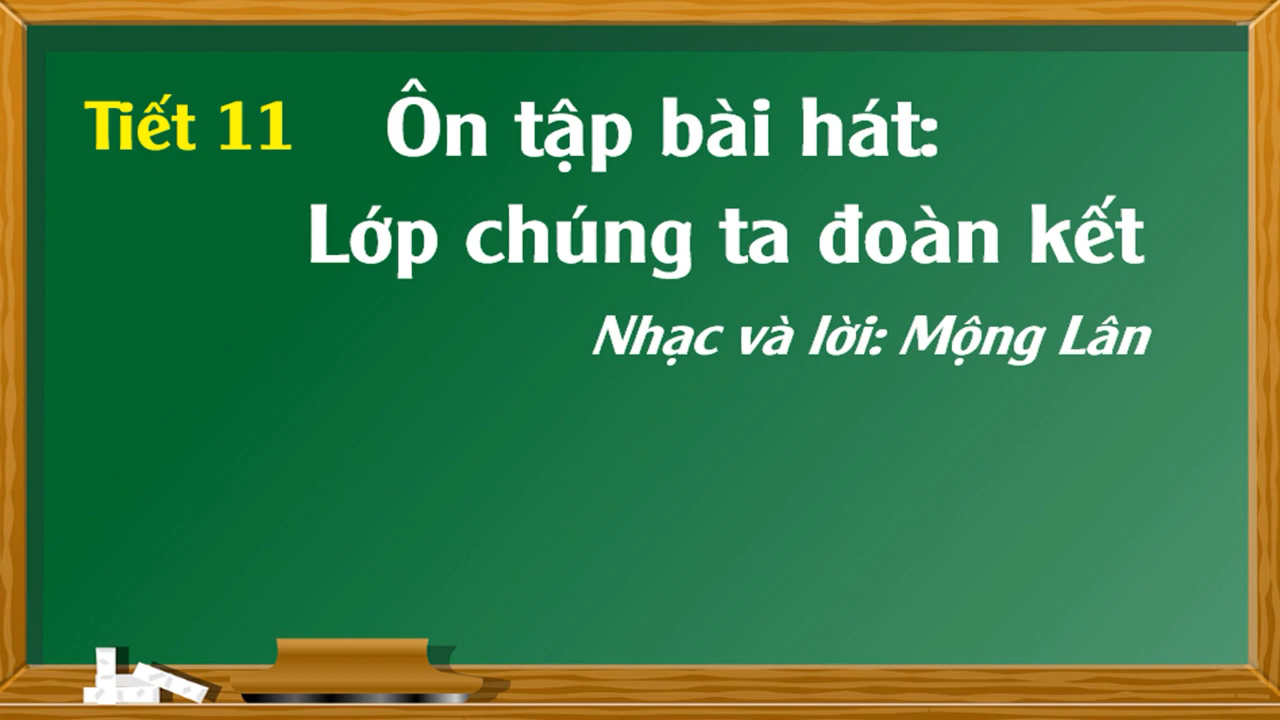 Tiết 11 Ôn tập bài hát:
Lớp chúng ta đoàn kết
Nhạc và lời: Mộng Lân